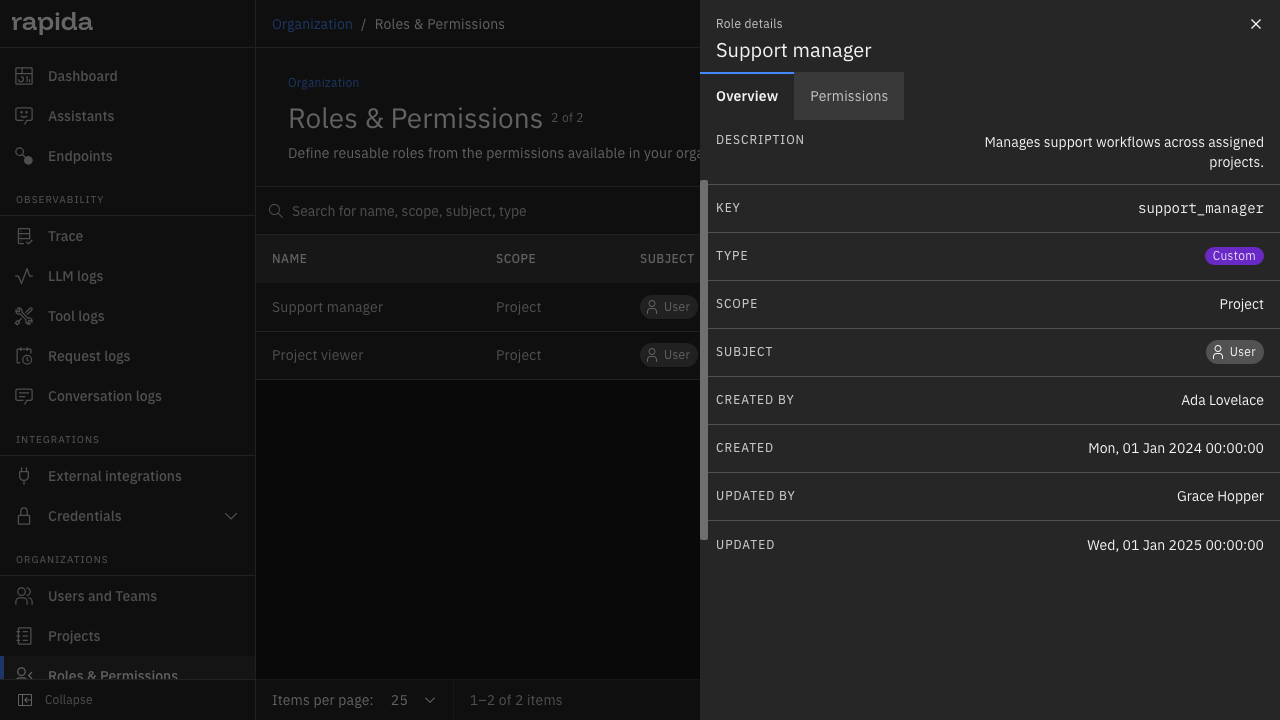 rapida
Dashboard
Assistants
Endpoints
OBSERVABILITY
Trace
LLM logs
Tool logs
Request logs
Conversation logs
INTEGRATIONS
External integrations
Credentials
ORGANIZATIONS
Users and Teams
Projects
Roles & Permissions
Collapse
Organization / Roles & Permissions
Organization
Roles & Permissions 2 of 2
Define reusable roles from the permissions available in your orga
Search for name, scope, subject, type
NAME SCOPE SUBJECT
Support manager Project User
Project viewer Project User
Items per page: 25 1–2 of 2 items
Role details
Support manager
Overview Permissions
DESCRIPTION Manages support workflows across assigned
projects.
KEY support_manager
TYPE Custom
SCOPE Project
SUBJECT User
CREATED BY Ada Lovelace
CREATED Mon, 01 Jan 2024 00:00:00
UPDATED BY Grace Hopper
UPDATED Wed, 01 Jan 2025 00:00:00